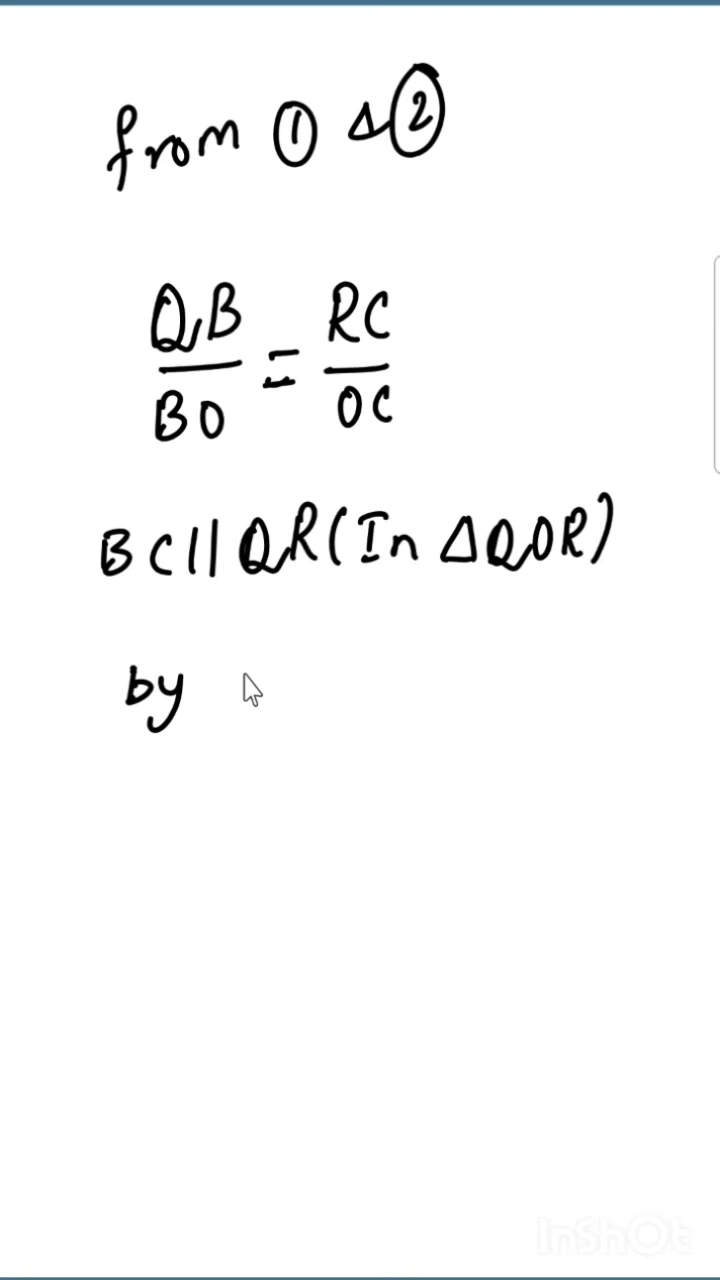 from ① & ②
QB/BO = RC/OC
BC || QR (In ΔQOR)
by
InShOt